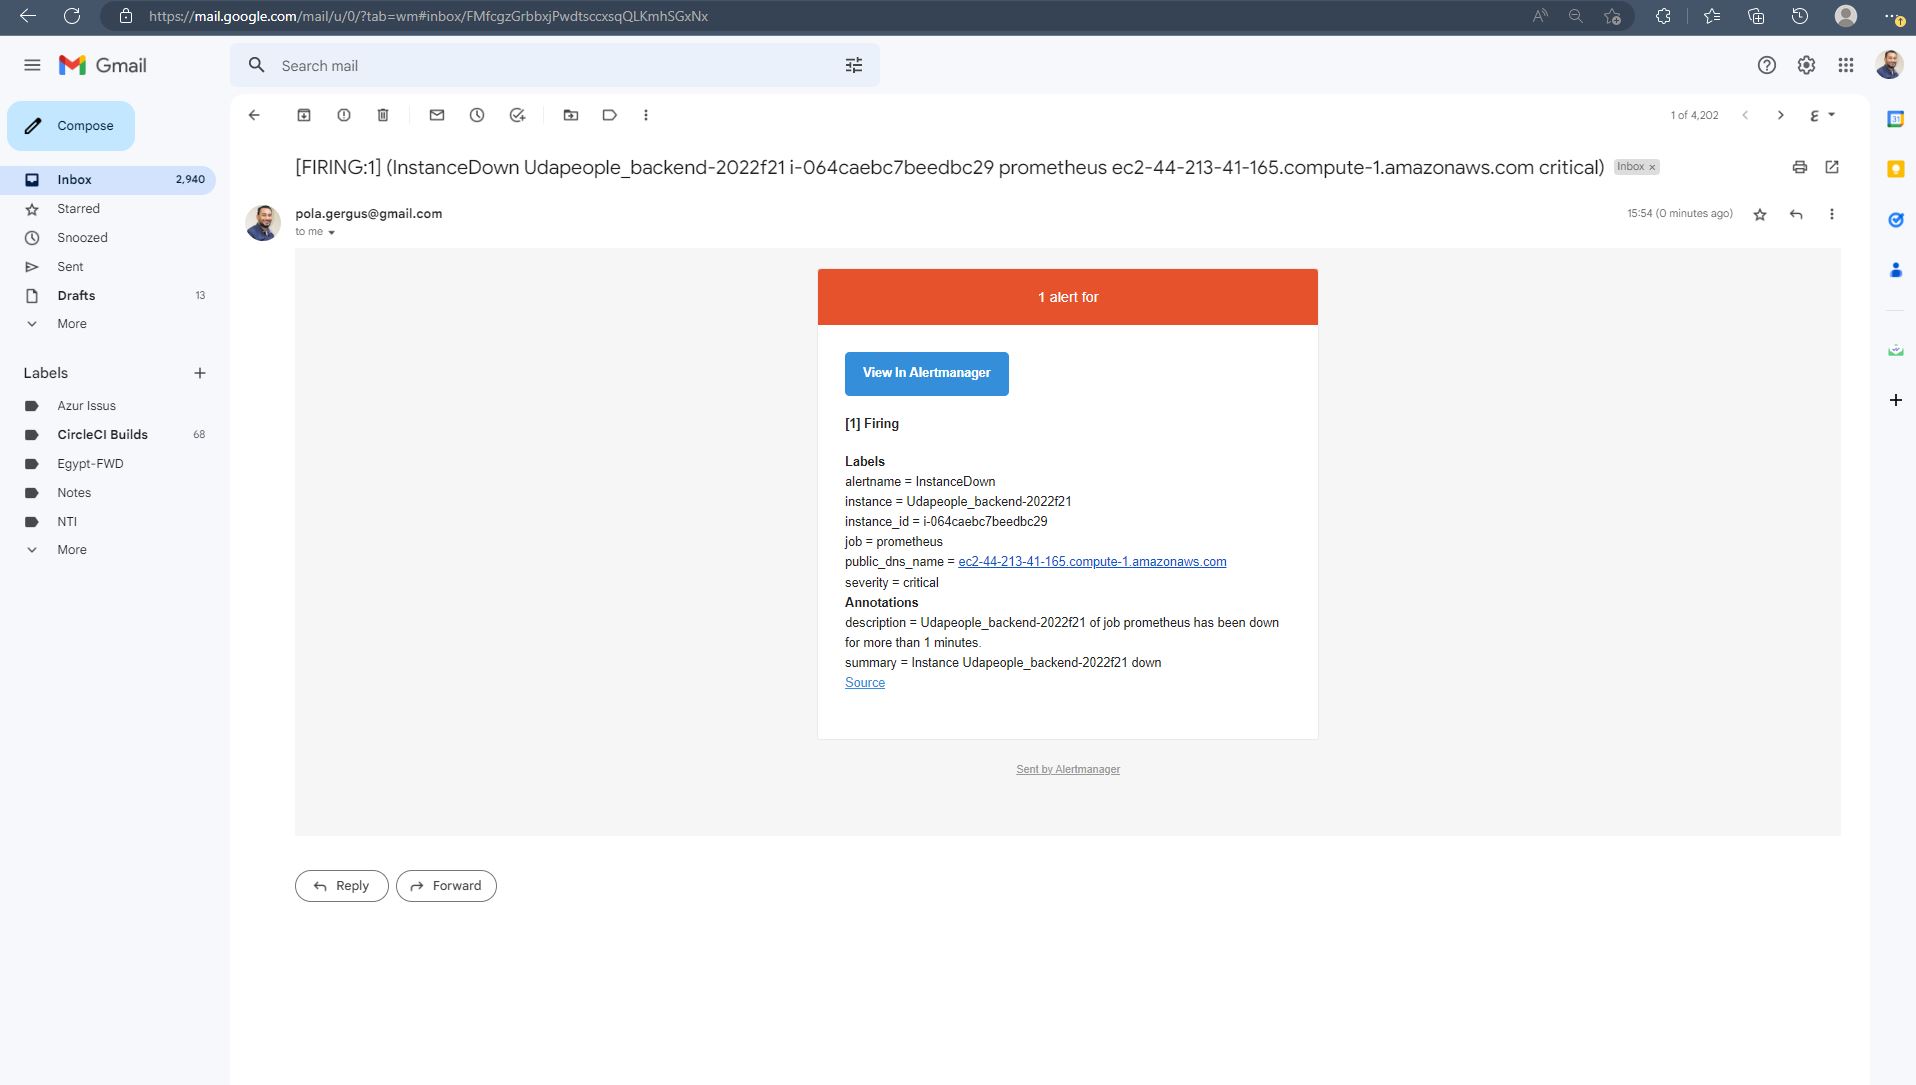 https://mail.google.com/mail/u/0/?tab=wm#inbox/FMfcgzGrbbxjPwdtsccxsqQLKmhSGxNx
Gmail
Search mail
Compose
1 of 4,202
Inbox 2,940
Starred
Snoozed
Sent
Drafts 13
More
Labels
Azur Issus
CircleCI Builds 68
Egypt-FWD
Notes
NTI
More
[FIRING:1] (InstanceDown Udapeople_backend-2022f21 i-064caebc7beedbc29 prometheus ec2-44-213-41-165.compute-1.amazonaws.com critical) Inbox x
pola.gergus@gmail.com
15:54 (0 minutes ago)
to me
1 alert for
View In Alertmanager
[1] Firing
Labels
alertname = InstanceDown
instance = Udapeople_backend-2022f21
instance_id = i-064caebc7beedbc29
job = prometheus
public_dns_name = ec2-44-213-41-165.compute-1.amazonaws.com
severity = critical
Annotations
description = Udapeople_backend-2022f21 of job prometheus has been down
for more than 1 minutes.
summary = Instance Udapeople_backend-2022f21 down
Source
Sent by Alertmanager
Reply
Forward